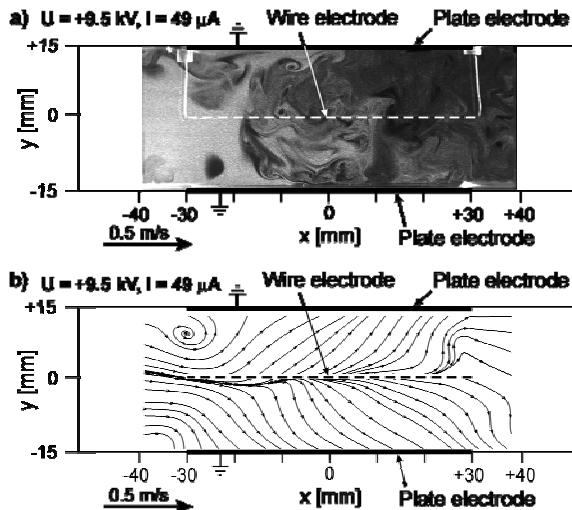 a) U = +9.5 kV, I = 49 μA
Wire electrode
Plate electrode
+15
0
-15
y [mm]
-40 -30 0 +30 +40
0.5 m/s
x [mm]
Plate electrode
b) U = +9.5 kV, I = 49 μA
Wire electrode
Plate electrode
+15
0
-15
y [mm]
-40 -30 0 +30 +40
0.5 m/s
x [mm]
Plate electrode